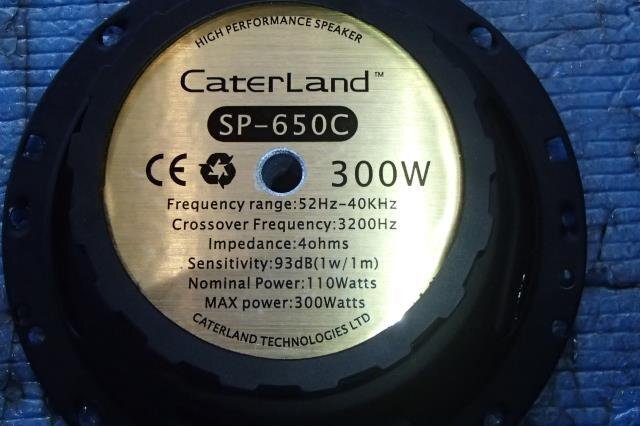 HIGH PERFORMANCE SPEAKER
CaterLand™
SP-650C
CE 300W
Frequency range:52Hz-40KHz
Crossover Frequency:3200Hz
Impedance:4ohms
Sensitivity:93dB(1w/1m)
Nominal Power:110Watts
MAX power:300Watts
CATERLAND TECHNOLOGIES LTD